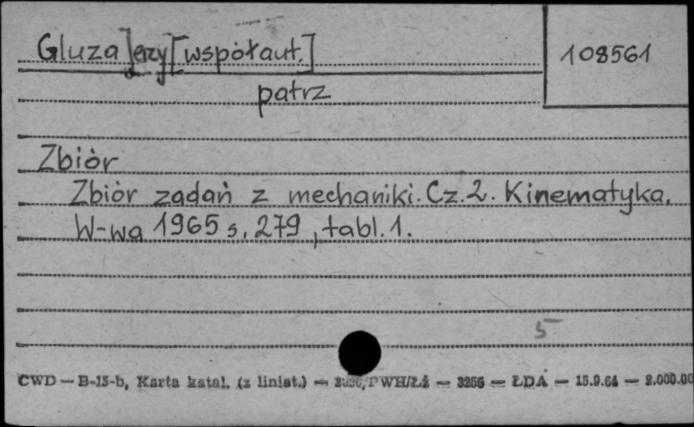 Gluza Jerzy [współaut.]
108561
patrz
Zbiór
Zbiór zadań z mechaniki. Cz. 2. Kinematyka.
W-wa 1965 s. 279, tabl. 1.
5
CWD — B-15-b, Karta katal. (z liniat.) — PWH/Łż — 3256 — ŁDA — 15.9.64 — 2.000.00